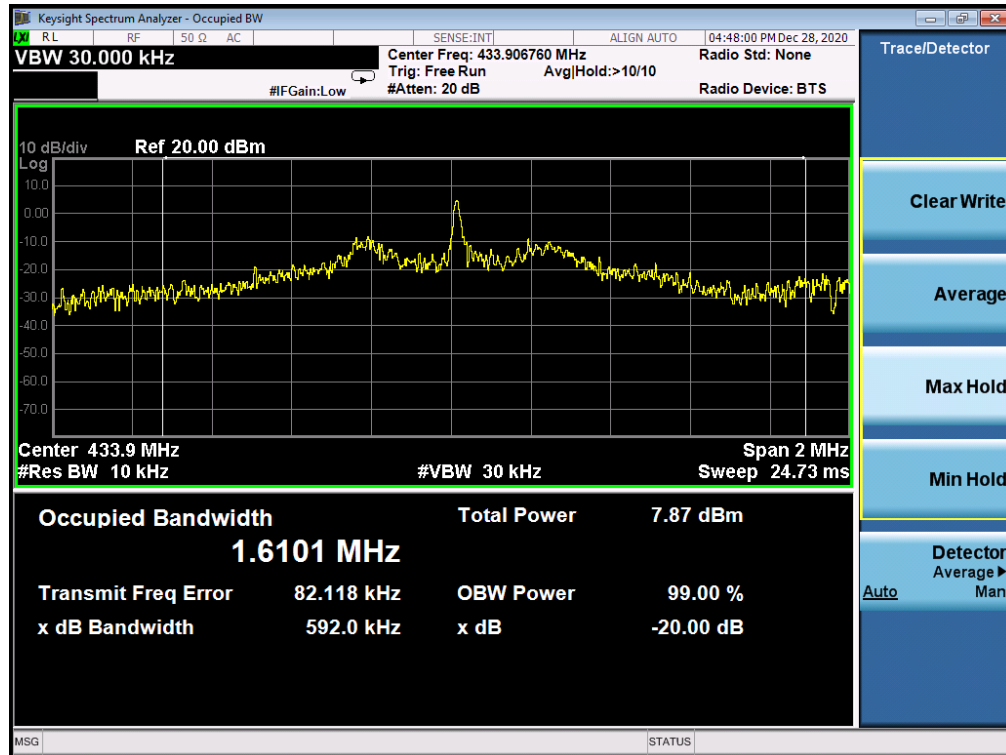 Keysight Spectrum Analyzer - Occupied BW
LXI RL RF 50 Ω AC SENSE:INT ALIGN AUTO 04:48:00 PM Dec 28, 2020
VBW 30.000 kHz
Center Freq: 433.906760 MHz Radio Std: None
Trig: Free Run Avg|Hold:>10/10
#IFGain:Low #Atten: 20 dB Radio Device: BTS
10 dB/div Ref 20.00 dBm
Log
10.0
0.00
-10.0
-20.0
-30.0
-40.0
-50.0
-60.0
-70.0
Center 433.9 MHz Span 2 MHz
#Res BW 10 kHz #VBW 30 kHz Sweep 24.73 ms
Occupied Bandwidth Total Power 7.87 dBm
1.6101 MHz
Transmit Freq Error 82.118 kHz OBW Power 99.00 %
x dB Bandwidth 592.0 kHz x dB -20.00 dB
MSG STATUS
Trace/Detector
Clear Write
Average
Max Hold
Min Hold
Detector
Average▶
Auto Man